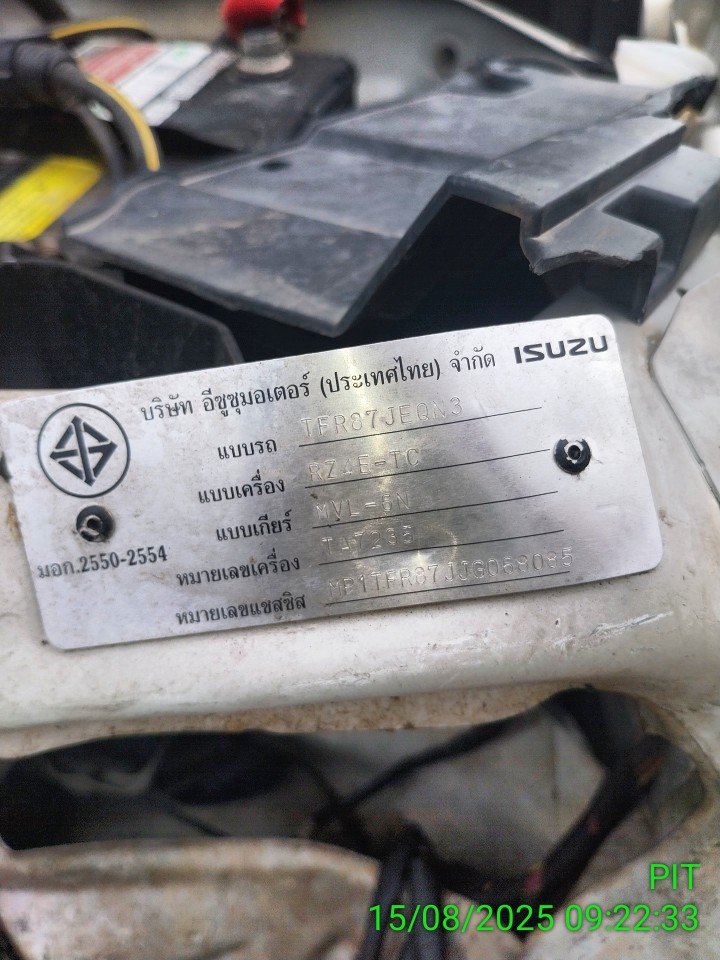 บริษัท อีซูซุมอเตอร์ (ประเทศไทย) จำกัด ISUZU
แบบรถ TFR87JEQN3
แบบเครื่อง RZ4E-TC
แบบเกียร์ MVL-6N
มอก.2550-2554
หมายเลขเครื่อง
หมายเลขแชสซิส
PIT
15/08/2025 09:22:33